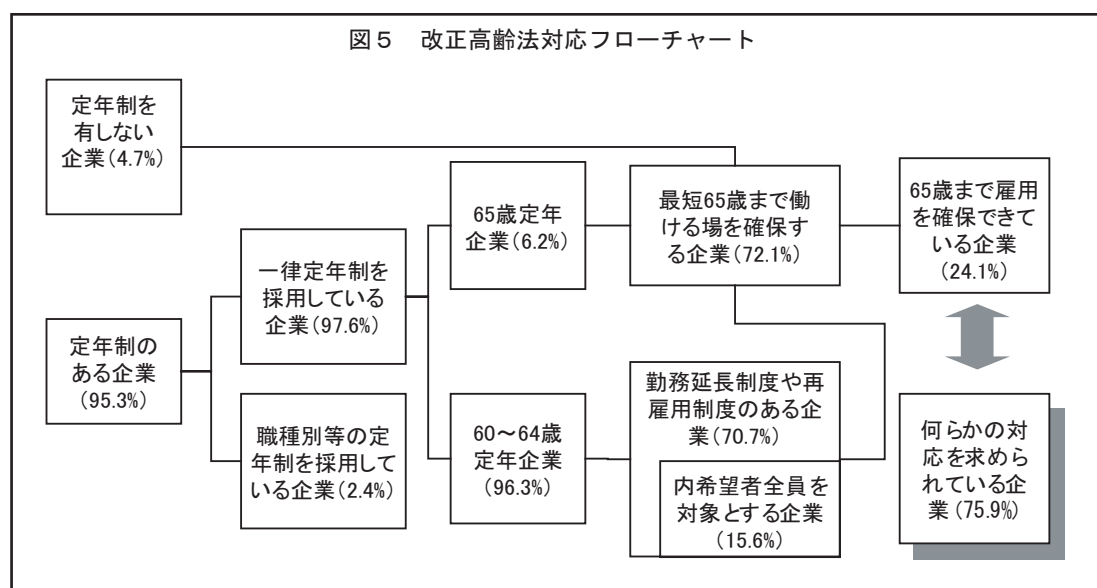 図5 改正高齢法対応フローチャート
定年制を
有しない
企業(4.7%)
定年制の
ある企業
(95.3%)
一律定年制を
採用している
企業(97.6%)
職種別等の定
年制を採用して
いる企業(2.4%)
65歳定年
企業(6.2%)
60〜64歳
定年企業
(96.3%)
最短65歳まで働
ける場を確保す
る企業(72.1%)
勤務延長制度や再
雇用制度のある企
業(70.7%)
内希望者全員を
対象とする企業
(15.6%)
65歳まで雇用
を確保できて
いる企業
(24.1%)
何らかの対
応を求めら
れている企
業(75.9%)